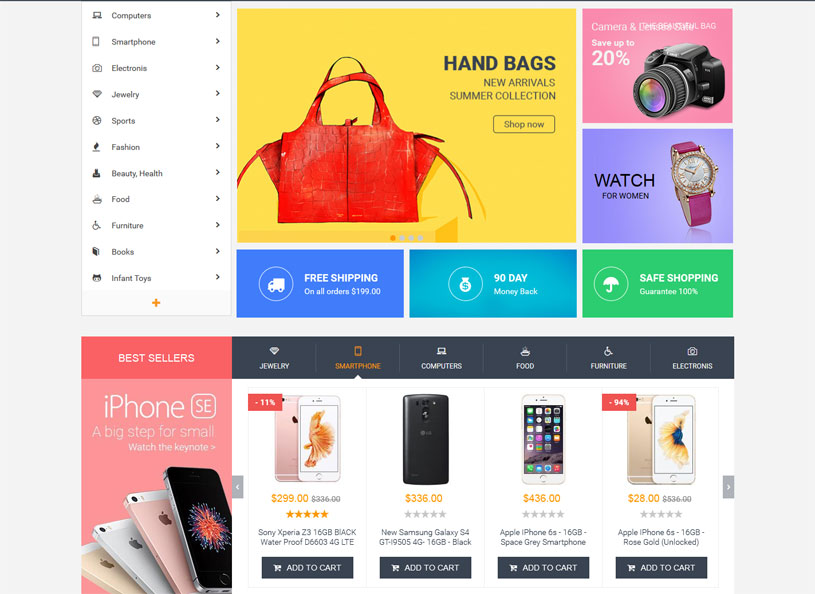 Computers
Smartphone
Electronis
Jewelry
Sports
Fashion
Beauty, Health
Food
Furniture
Books
Infant Toys
HAND BAGS
NEW ARRIVALS
SUMMER COLLECTION
Shop now
Camera & Lenses Sale
THE BEAUTIFUL BAG
Save up to
20%
WATCH
FOR WOMEN
FREE SHIPPING
On all orders $199.00
90 DAY
Money Back
SAFE SHOPPING
Guarantee 100%
BEST SELLERS
JEWELRY
SMARTPHONE
COMPUTERS
FOOD
FURNITURE
ELECTRONIS
iPhone SE
A big step for small
Watch the keynote >
- 11%
$299.00 $336.00
Sony Xperia Z3 16GB BlACK
Water Proof D6603 4G LTE
ADD TO CART
LG
$336.00
New Samsung Galaxy S4
GT-I9505 4G- 16GB - Black
ADD TO CART
$436.00
Apple IPhone 6s - 16GB -
Space Grey Smartphone
ADD TO CART
- 94%
$28.00 $536.00
Apple IPhone 6s - 16GB -
Rose Gold (Unlocked)
ADD TO CART